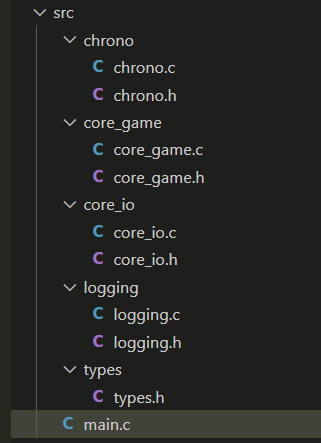 src
chrono
C chrono.c
C chrono.h
core_game
C core_game.c
C core_game.h
core_io
C core_io.c
C core_io.h
logging
C logging.c
C logging.h
types
C types.h
C main.c